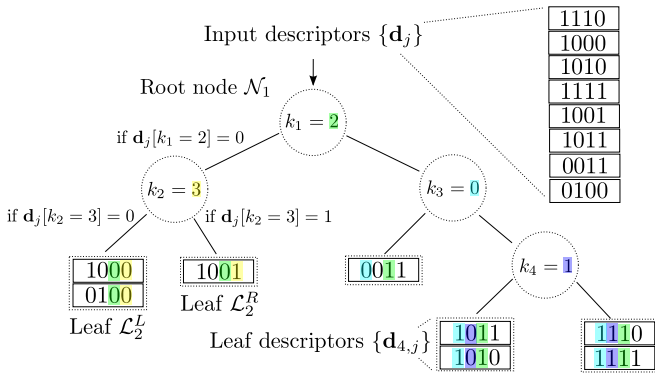 Input descriptors {d_j}
1110
1000
1010
1111
1001
1011
0011
0100
Root node 𝒩_1
k_1 = 2
if d_j[k_1 = 2] = 0
k_2 = 3
k_3 = 0
if d_j[k_2 = 3] = 0
if d_j[k_2 = 3] = 1
k_4 = 1
1000
0100
1001
0011
Leaf ℒ_2^L
Leaf ℒ_2^R
Leaf descriptors {d_{4,j}}
1011
1010
1110
1111